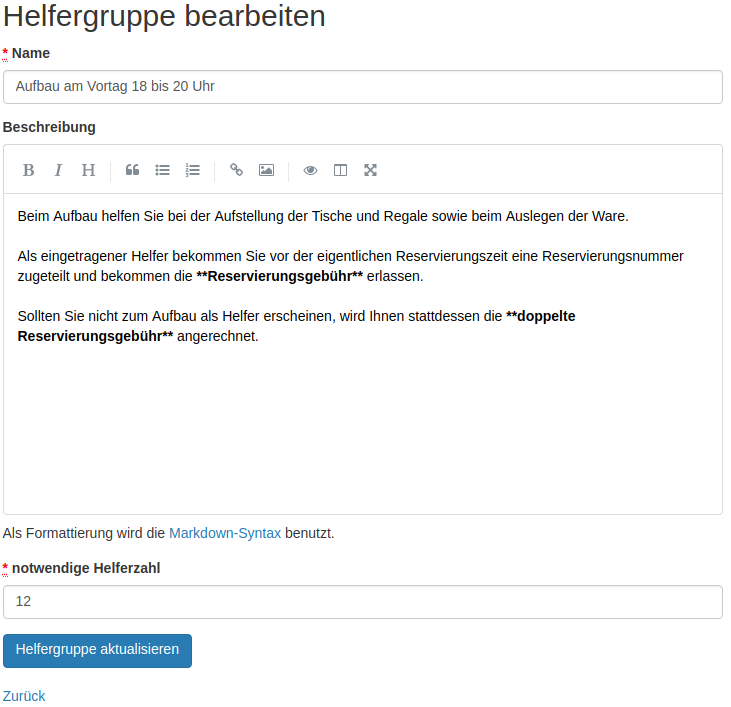 Helfergruppe bearbeiten
* Name
Aufbau am Vortag 18 bis 20 Uhr
Beschreibung
B I H
Beim Aufbau helfen Sie bei der Aufstellung der Tische und Regale sowie beim Auslegen der Ware.
Als eingetragener Helfer bekommen Sie vor der eigentlichen Reservierungszeit eine Reservierungsnummer
zugeteilt und bekommen die **Reservierungsgebühr** erlassen.
Sollten Sie nicht zum Aufbau als Helfer erscheinen, wird Ihnen stattdessen die **doppelte
Reservierungsgebühr** angerechnet.
Als Formattierung wird die Markdown-Syntax benutzt.
* notwendige Helferzahl
12
Helfergruppe aktualisieren
Zurück